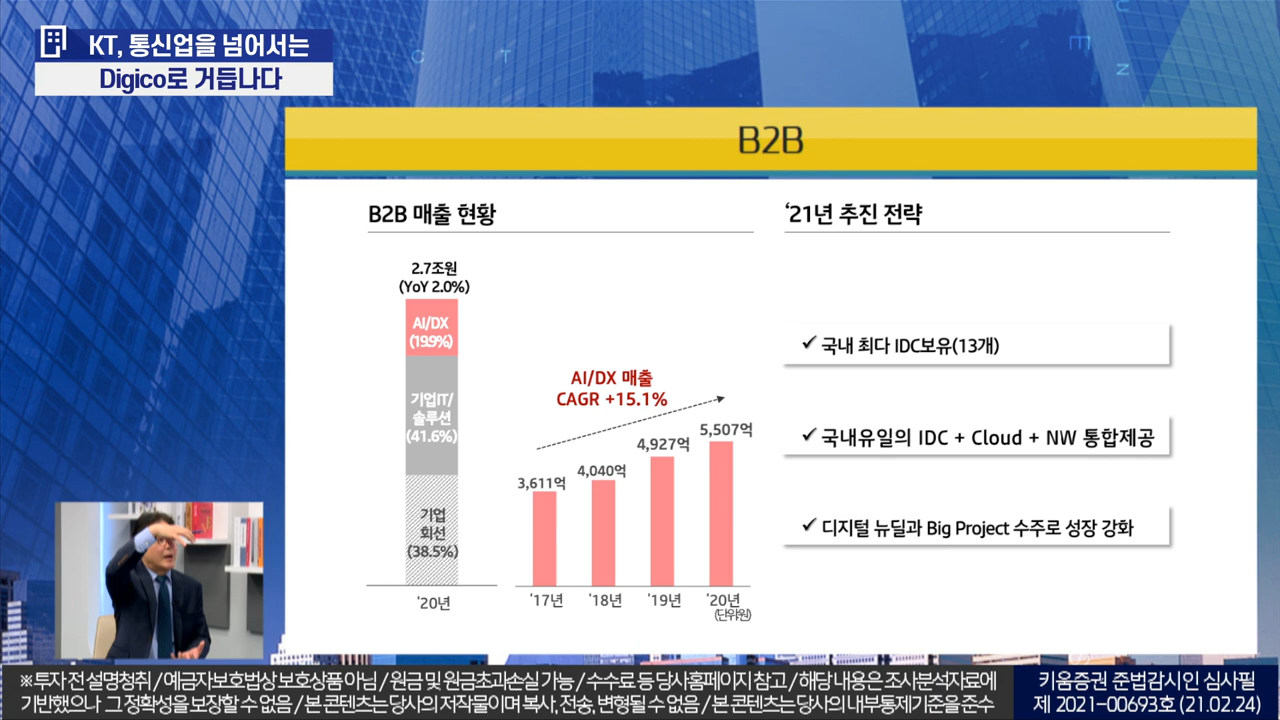 KT, 통신업을 넘어서는
Digico로 거듭나다
C T
U
E
N
B2B
B2B 매출 현황
2.7조원
(YoY 2.0%)
AI/DX
(19.9%)
기업IT/
솔루션
(41.6%)
기업
회선
(38.5%)
'20년
AI/DX 매출
CAGR +15.1%
3,611억
4,040억
4,927억
5,507억
'17년
'18년
'19년
'20년
(단위:원)
‘21년 추진 전략
✓ 국내 최다 IDC보유(13개)
✓ 국내유일의 IDC + Cloud + NW 통합제공
✓ 디지털 뉴딜과 Big Project 수주로 성장 강화
※ 투자 전 설명청취 / 예금자보호법상 보호상품 아님 / 원금 및 원금초과손실 가능 / 수수료 등 당사홈페이지 참고 / 해당 내용은 조사분석자료에
기반했으나 그 정확성을 보장할 수 없음 / 본 콘텐츠는 당사의 저작물이며 복사, 전송, 변형될 수 없음 / 본 콘텐츠는 당사의 내부통제기준을 준수
키움증권 준법감시인 심사필
제 2021-00693호 (21.02.24)